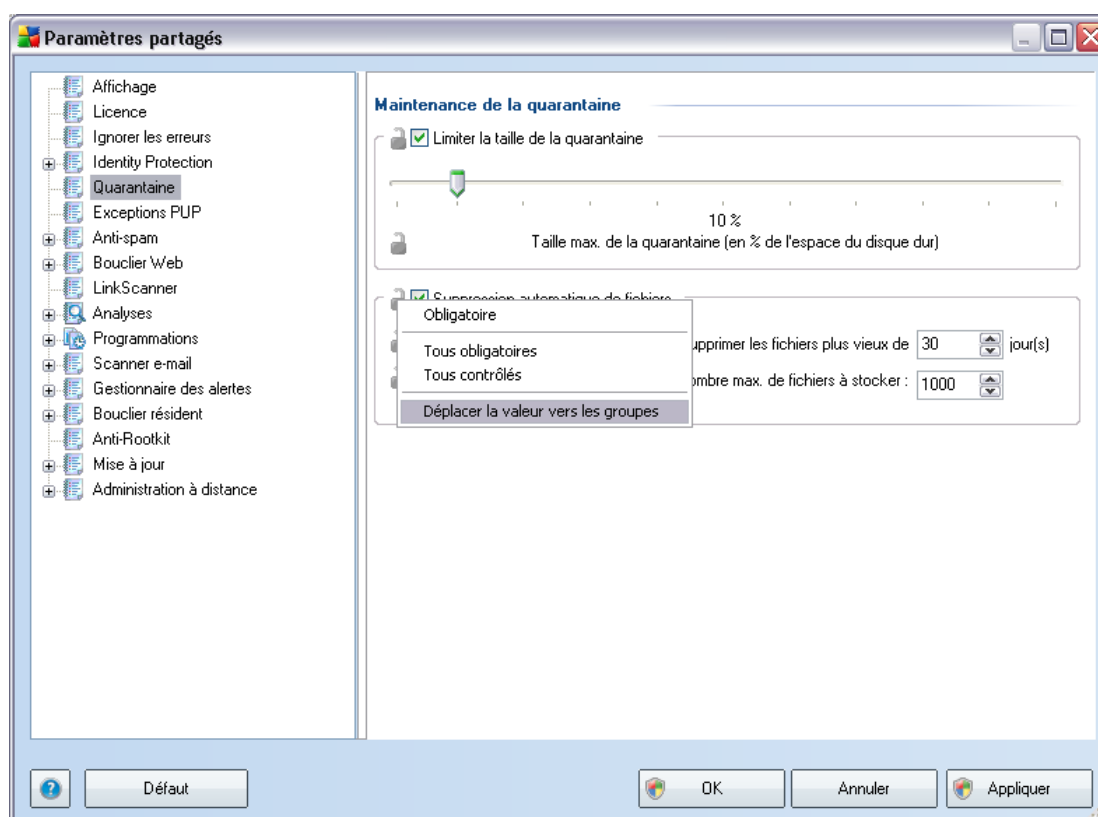 Paramètres partagés
Affichage
Licence
Ignorer les erreurs
Identity Protection
Quarantaine
Exceptions PUP
Anti-spam
Bouclier Web
LinkScanner
Analyses
Programmations
Scanner e-mail
Gestionnaire des alertes
Bouclier résident
Anti-Rootkit
Mise à jour
Administration à distance
Maintenance de la quarantaine
Limiter la taille de la quarantaine
10 %
Taille max. de la quarantaine (en % de l'espace du disque dur)
Suppression automatique de fichiers
Obligatoire
Tous obligatoires
Tous contrôlés
Déplacer la valeur vers les groupes
upprimer les fichiers plus vieux de 30 jour(s)
ombre max. de fichiers à stocker : 1000
Défaut
OK
Annuler
Appliquer